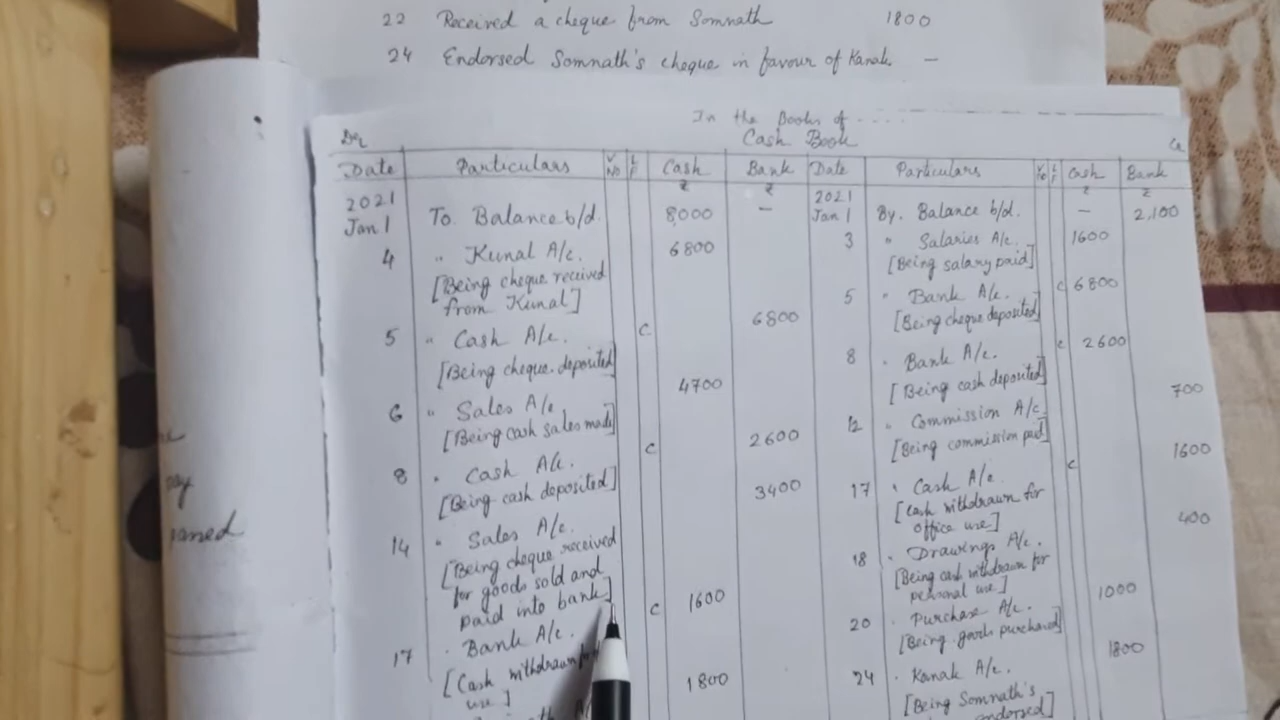 22 Received a cheque from Somnath 1800
24 Endorsed Somnath's cheque in favour of Kanak —
In the Books of ....
Dr Cash Book Cr
Date Particulars V No L F Cash Bank Date Particulars V No L F Cash Bank
₹ ₹ ₹
2021 2021
Jan 1 To Balance b/d. 8,000 — Jan 1 By. Balance b/d. — 2,100
4 " Kunal A/c. 6800 3 " Salaries A/c. 1600
[Being cheque received [Being salary paid]
from Kunal] 5 " Bank A/c. C 6800
5 " Cash A/c. C 6800 [Being cheque deposited]
[Being cheque deposited] 8 " Bank A/c. C 2600
6 " Sales A/c 4700 [Being cash deposited]
[Being cash sales made] 12 " Commission A/c 700
8 " Cash A/c. C 2600 [Being commission paid]
[Being cash deposited] 17 " Cash A/c C 1600
14 " Sales A/c. 3400 [Cash withdrawn for
[Being cheque received office use]
for goods sold and 18 " Drawings A/c. 400
paid into bank] [Being cash withdrawn for
personal use]
17 " Bank A/c. C 1600 20 " Purchase A/c. 1000
[Cash withdrawn [Being goods purchased]
use] 24 " Kanak A/c. 1800
1800 [Being Somnath's
endorsed]
aned